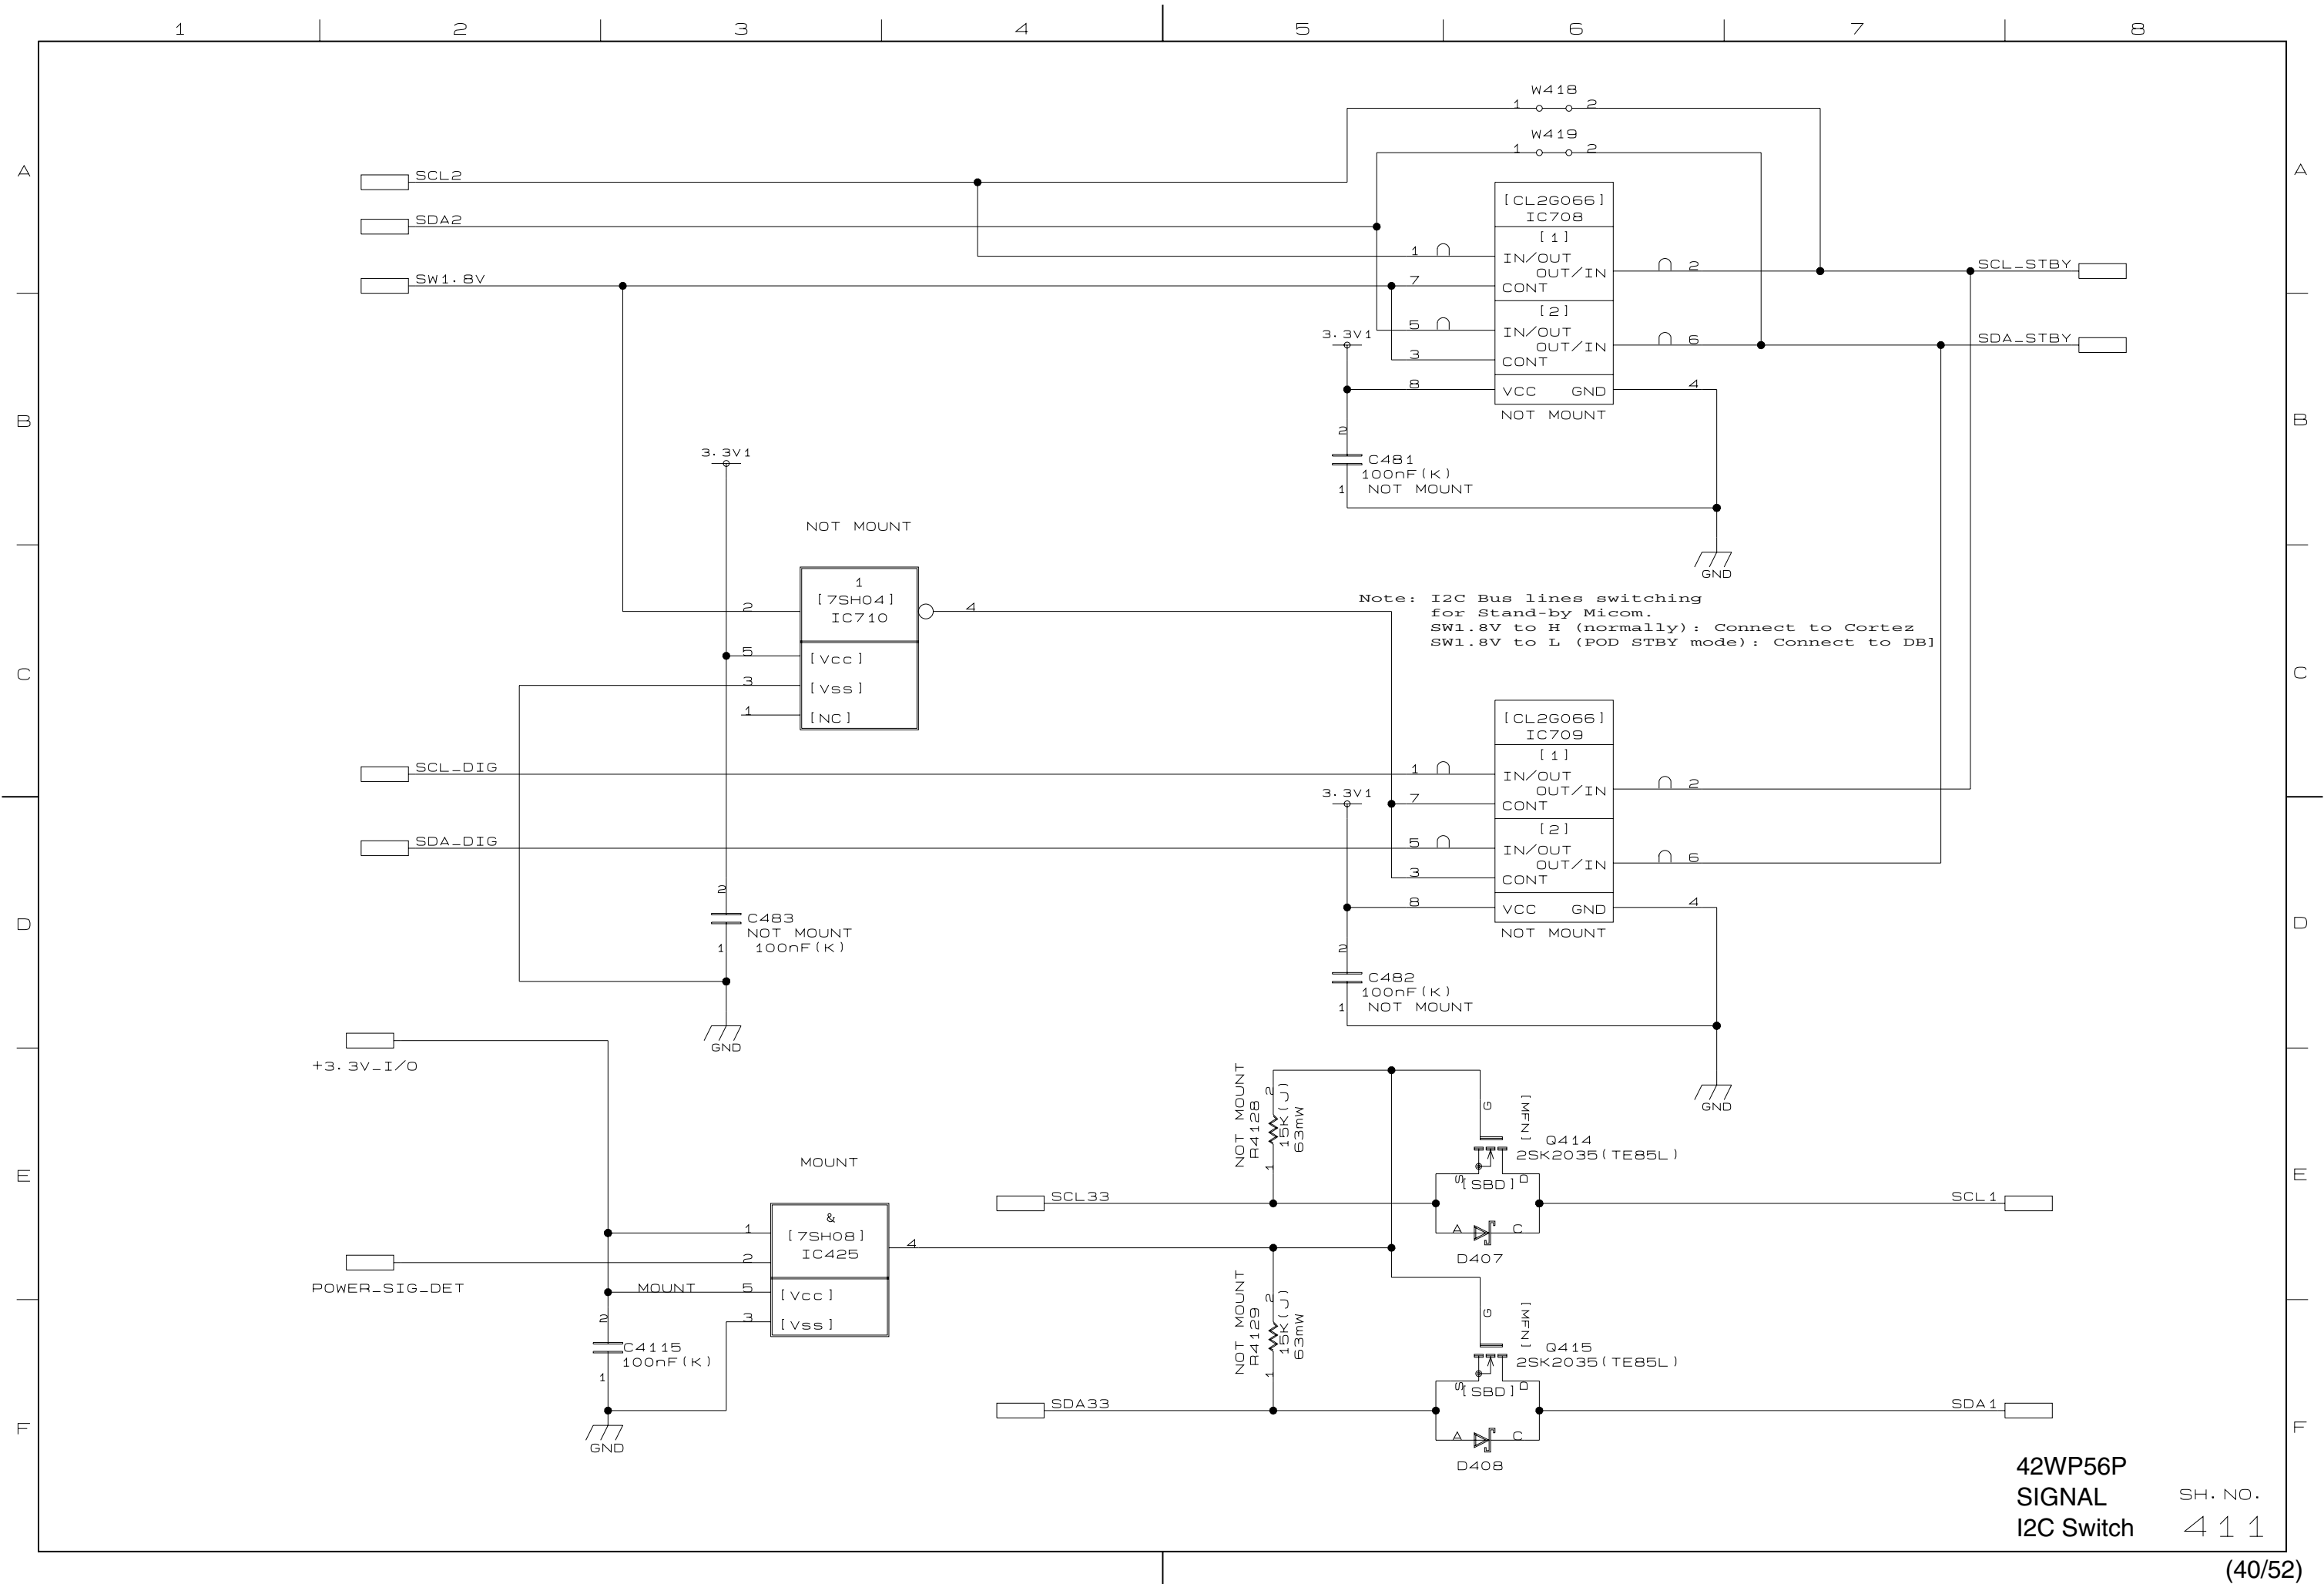 1 2 3 4 5 6 7 8
W418
1 2
W419
1 2
A A
SCL2
SDA2
SW1.8V
[CL2G066]
IC708
[1]
1 IN/OUT
OUT/IN 2
7 CONT
[2]
5 IN/OUT
OUT/IN 6
3 CONT
8 VCC GND 4
NOT MOUNT
SCL_STBY
SDA_STBY
3.3V1
B B
2
C481
100nF(K)
1 NOT MOUNT
GND
3.3V1
NOT MOUNT
1
[7SH04]
IC710
2 4
5 [Vcc]
3 [Vss]
1 [NC]
Note: I2C Bus lines switching
for Stand-by Micom.
SW1.8V to H (normally): Connect to Cortez
SW1.8V to L (POD STBY mode): Connect to DB]
C C
[CL2G066]
IC709
[1]
1 IN/OUT
OUT/IN 2
7 CONT
[2]
5 IN/OUT
OUT/IN 6
3 CONT
8 VCC GND 4
NOT MOUNT
SCL_DIG
SDA_DIG
3.3V1
D D
2
C483
NOT MOUNT
1 100nF(K)
GND
2
C482
100nF(K)
1 NOT MOUNT
GND
+3.3V_I/O
NOT MOUNT
R4128
2 15K(J) 1
63mW
G [MFN]
Q414
2SK2035(TE85L)
S [SBD] D
E E
MOUNT
&
[7SH08]
IC425
1
2 4
5 [Vcc]
3 [Vss]
SCL33
SCL1
A C
D407
POWER_SIG_DET
MOUNT
2
C4115
100nF(K)
1
GND
NOT MOUNT
R4129
2 15K(J) 1
63mW
G [MFN]
Q415
2SK2035(TE85L)
S [SBD] D
SDA33
SDA1
F F
A C
D408
42WP56P
SIGNAL
I2C Switch
SH.NO.
411
(40/52)